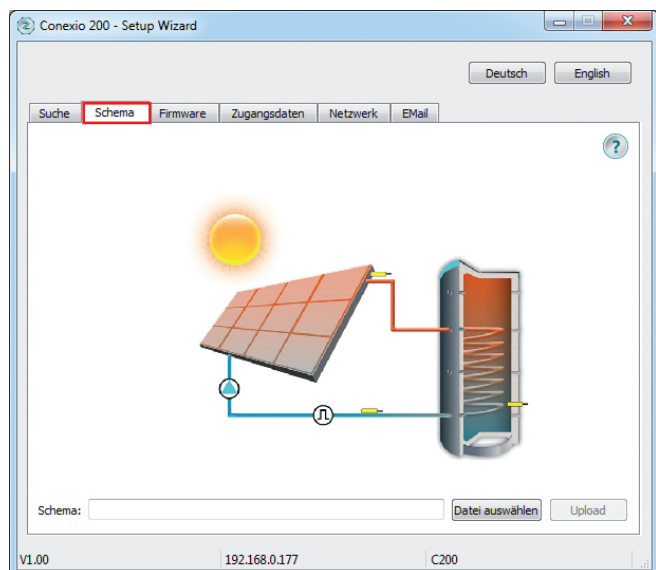 Conexio 200 - Setup Wizard
Deutsch English
Suche Schema Firmware Zugangsdaten Netzwerk EMail
?
Schema: Datei auswählen Upload
V1.00 192.168.0.177 C200